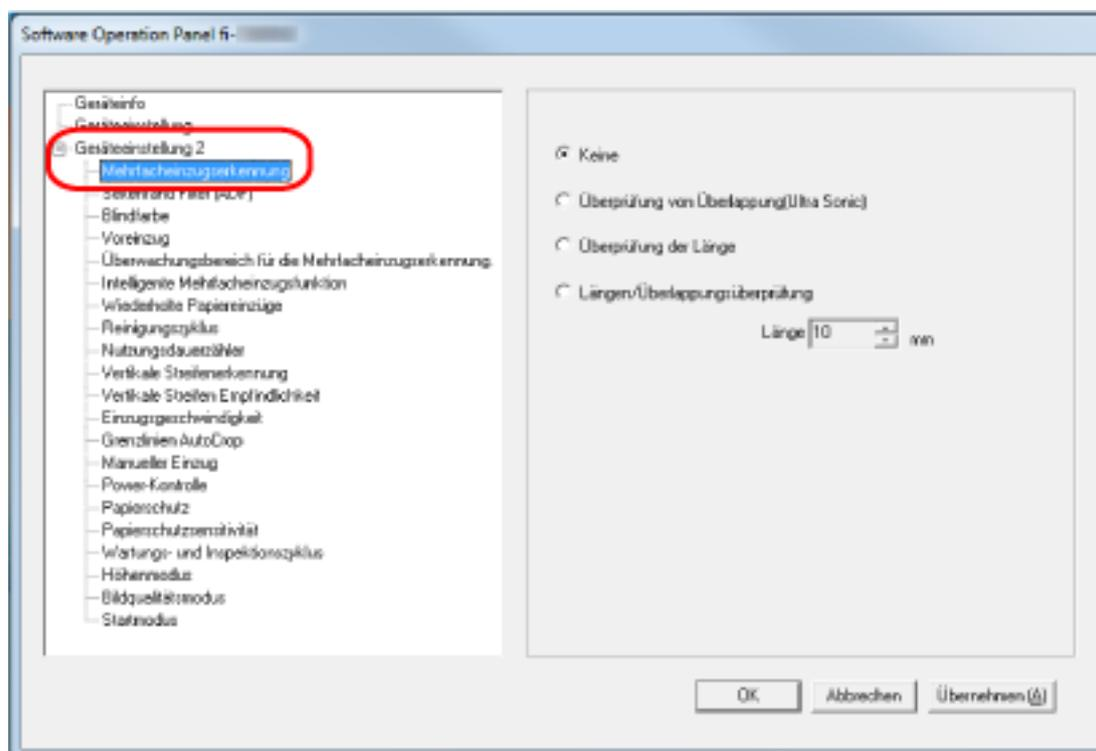 Software Operation Panel fi-
Geräteinfo
Geräteeinstellung
Geräteeinstellung 2
Mehrfacheinzugserkennung
Seitenrand Filter (ADF)
Blindfarbe
Voreinzug
Überwachungsbereich für die Mehrfacheinzugserkennung.
Intelligente Mehrfacheinzugsfunktion
Wiederholte Papiereinzüge
Reinigungszyklus
Nutzungsdauerzähler
Vertikale Streifenerkennung
Vertikale Streifen Empfindlichkeit
Einzugsgeschwindigkeit
Grenzlinien AutoCrop
Manueller Einzug
Power-Kontrolle
Papierschutz
Papierschutzsensitivität
Wartungs- und Inspektionszyklus
Höhenmodus
Bildqualitätsmodus
Startmodus
Keine
Überprüfung von Überlappung(Ultra Sonic)
Überprüfung der Länge
Längen/Überlappungsüberprüfung
Länge 10 mm
OK Abbrechen Übernehmen (A)